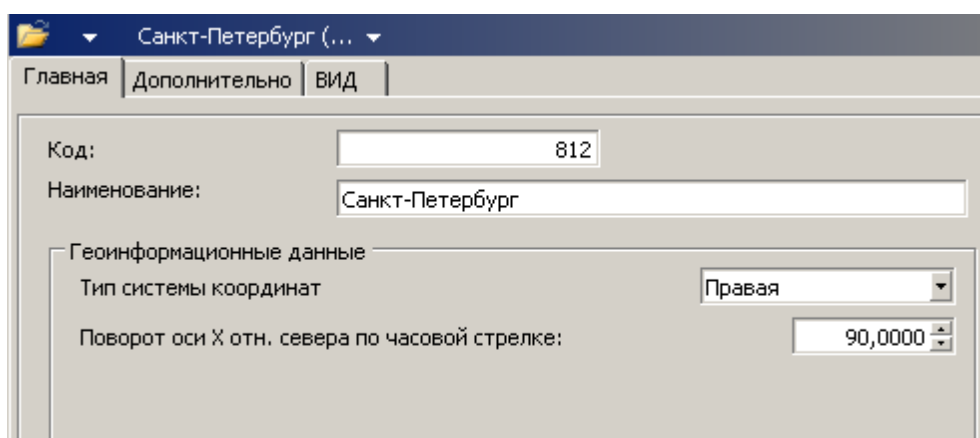 Санкт-Петербург (...
Главная Дополнительно ВИД
Код: 812
Наименование: Санкт-Петербург
Геоинформационные данные
Тип системы координат Правая
Поворот оси X отн. севера по часовой стрелке: 90,0000